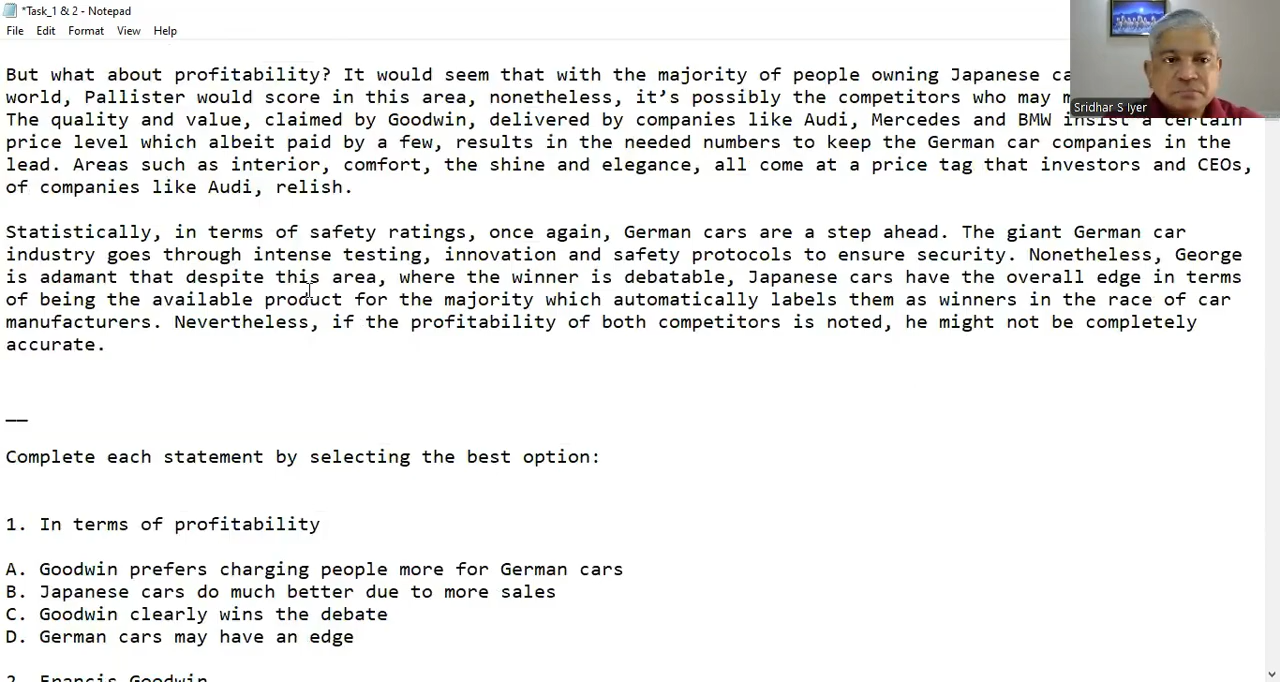 *Task_1 & 2 - Notepad
File Edit Format View Help
But what about profitability? It would seem that with the majority of people owning Japanese
world, Pallister would score in this area, nonetheless, it's possibly the competitors who may
Sridhar S Iyer
The quality and value, claimed by Goodwin, delivered by companies like Audi, Mercedes and BMW insist a certain
price level which albeit paid by a few, results in the needed numbers to keep the German car companies in the
lead. Areas such as interior, comfort, the shine and elegance, all come at a price tag that investors and CEOs,
of companies like Audi, relish.
Statistically, in terms of safety ratings, once again, German cars are a step ahead. The giant German car
industry goes through intense testing, innovation and safety protocols to ensure security. Nonetheless, George
is adamant that despite this area, where the winner is debatable, Japanese cars have the overall edge in terms
of being the available product for the majority which automatically labels them as winners in the race of car
manufacturers. Nevertheless, if the profitability of both competitors is noted, he might not be completely
accurate.
__
Complete each statement by selecting the best option:
1. In terms of profitability
A. Goodwin prefers charging people more for German cars
B. Japanese cars do much better due to more sales
C. Goodwin clearly wins the debate
D. German cars may have an edge
2. Francis Goodwin